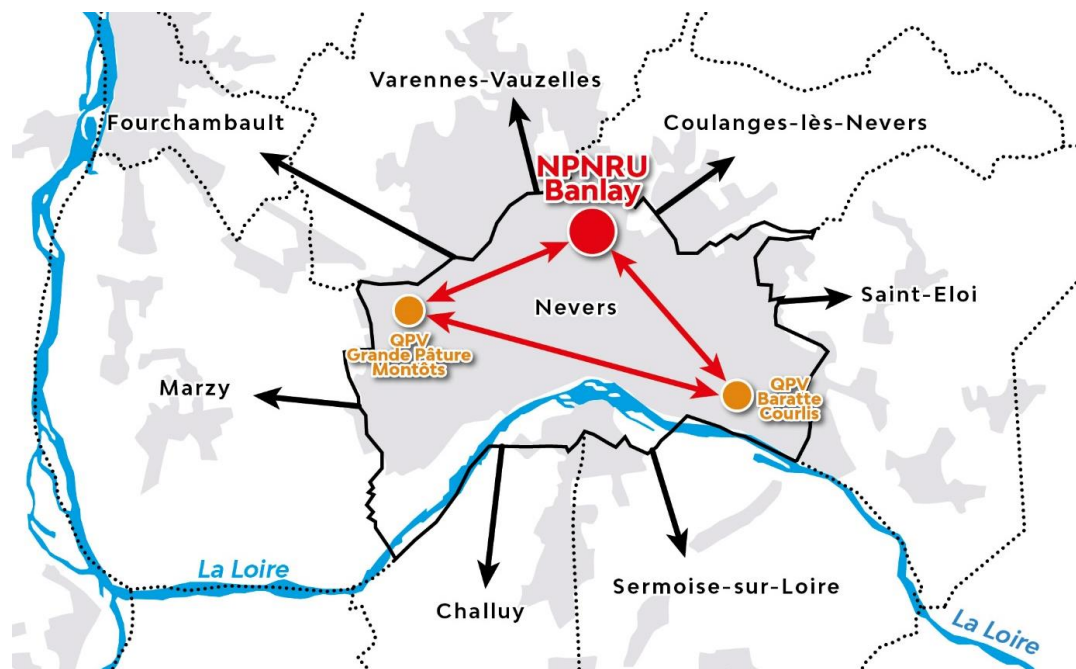 Varennes-Vauzelles
Fourchambault
Coulanges-lès-Nevers
NPNRU
Banlay
Nevers
Saint-Eloi
QPV
Grande Pâture
Montôts
Marzy
QPV
Baratte
Courlis
La Loire
Challuy
Sermoise-sur-Loire
La Loire